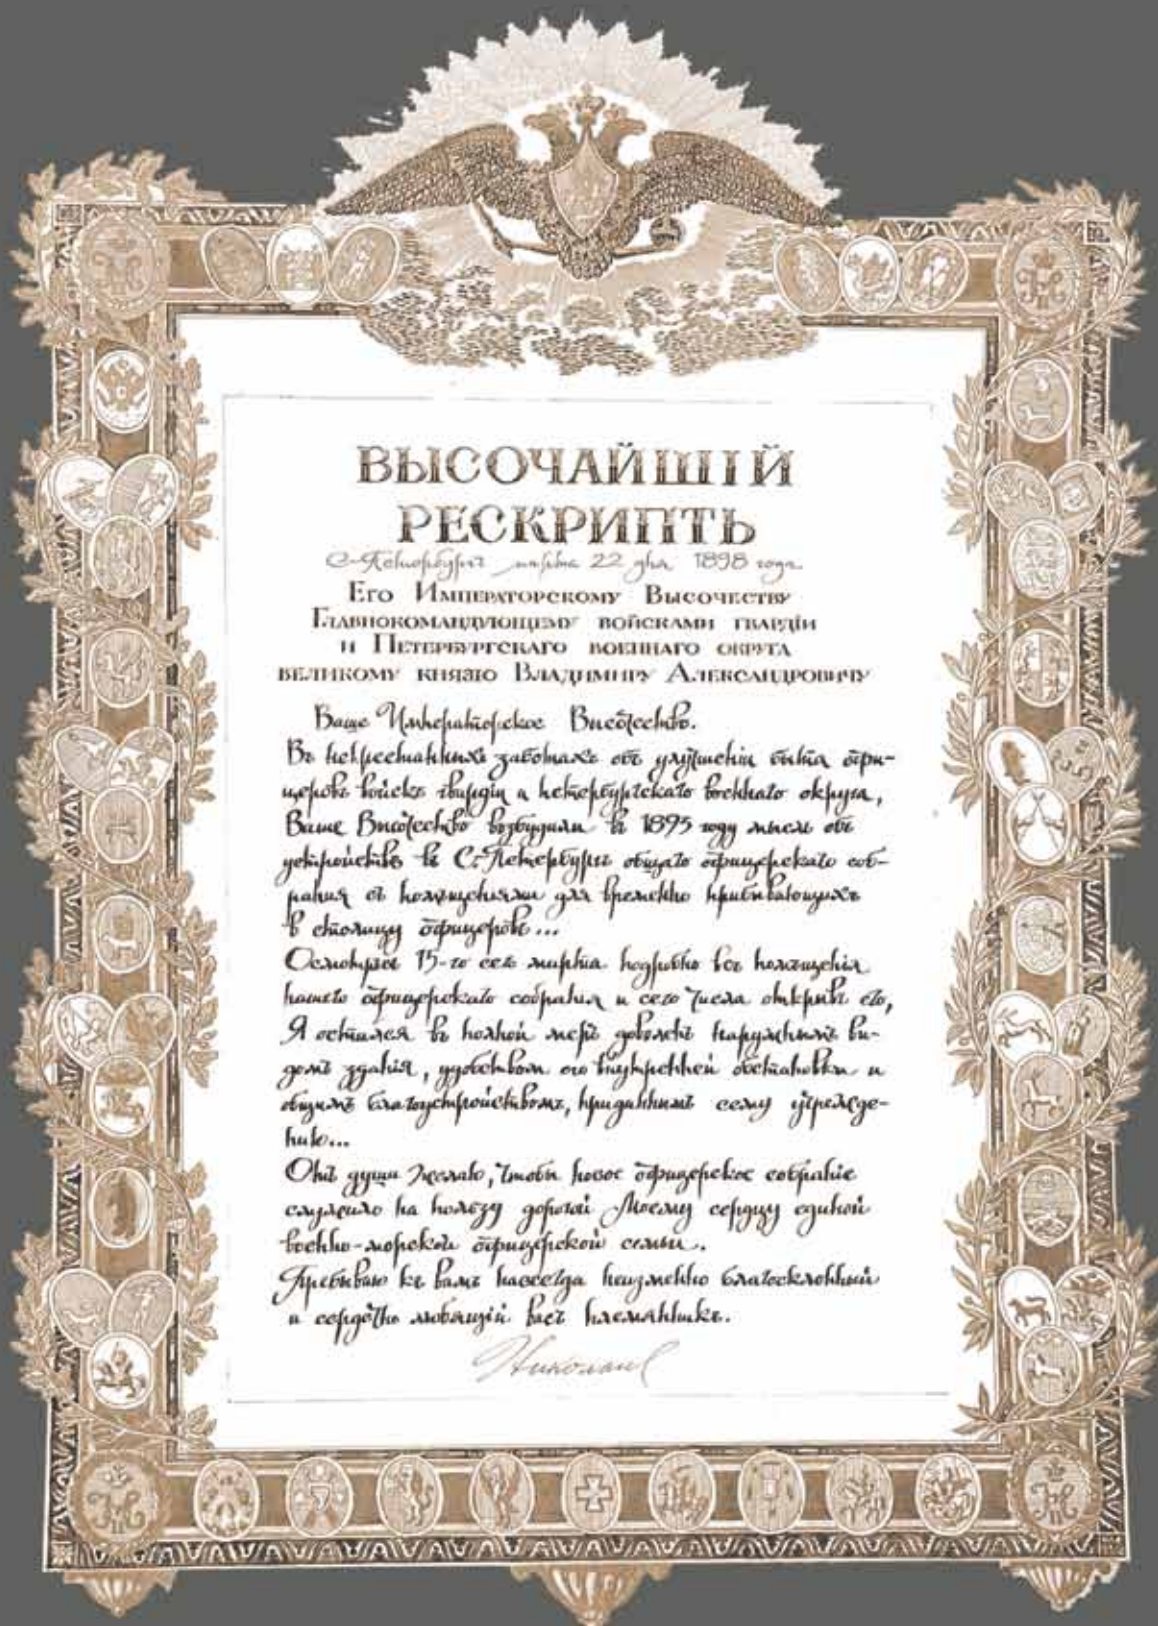 ВЫСОЧАЙШІЙ
РЕСКРИПТЪ
С-Петербургъ марта 22 дня 1898 года
Его Императорскому Высочеству
Главнокомандующему войсками гвардіи
и Петербургскаго военнаго округа
великому князю Владимиру Александровичу
Ваше Императорское Высочество.
Въ непрестанныхъ заботахъ объ улучшеніи быта офи-
церовъ войскъ гвардіи и петербургскаго военнаго округа,
Ваше Высочество возбудили въ 1895 году мысль объ
устройствѣ въ С.-Петербургѣ общаго офицерскаго соб-
ранія съ помѣщеніями для временно прибывающихъ
в столицу офицеровъ...
Осмотрѣвъ 15-го сего марта подробно всѣ помѣщенія
нашего офицерскаго собранія и сего числа открывъ его,
Я остался въ полной мерѣ доволенъ наружнымъ ви-
домъ зданія, удобствомъ его внутренней обстановки и
общимъ благоустройствомъ, приданнымъ сему учрежде-
нию...
Отъ души желаю, чтобы новое офицерское собраніе
служило на пользу дорогой Моему сердцу единой
военно-морской офицерской семьи.
Пребываю къ вамъ навсегда неизменно благосклонный
и сердечно любящій васъ племянникъ.
Николай